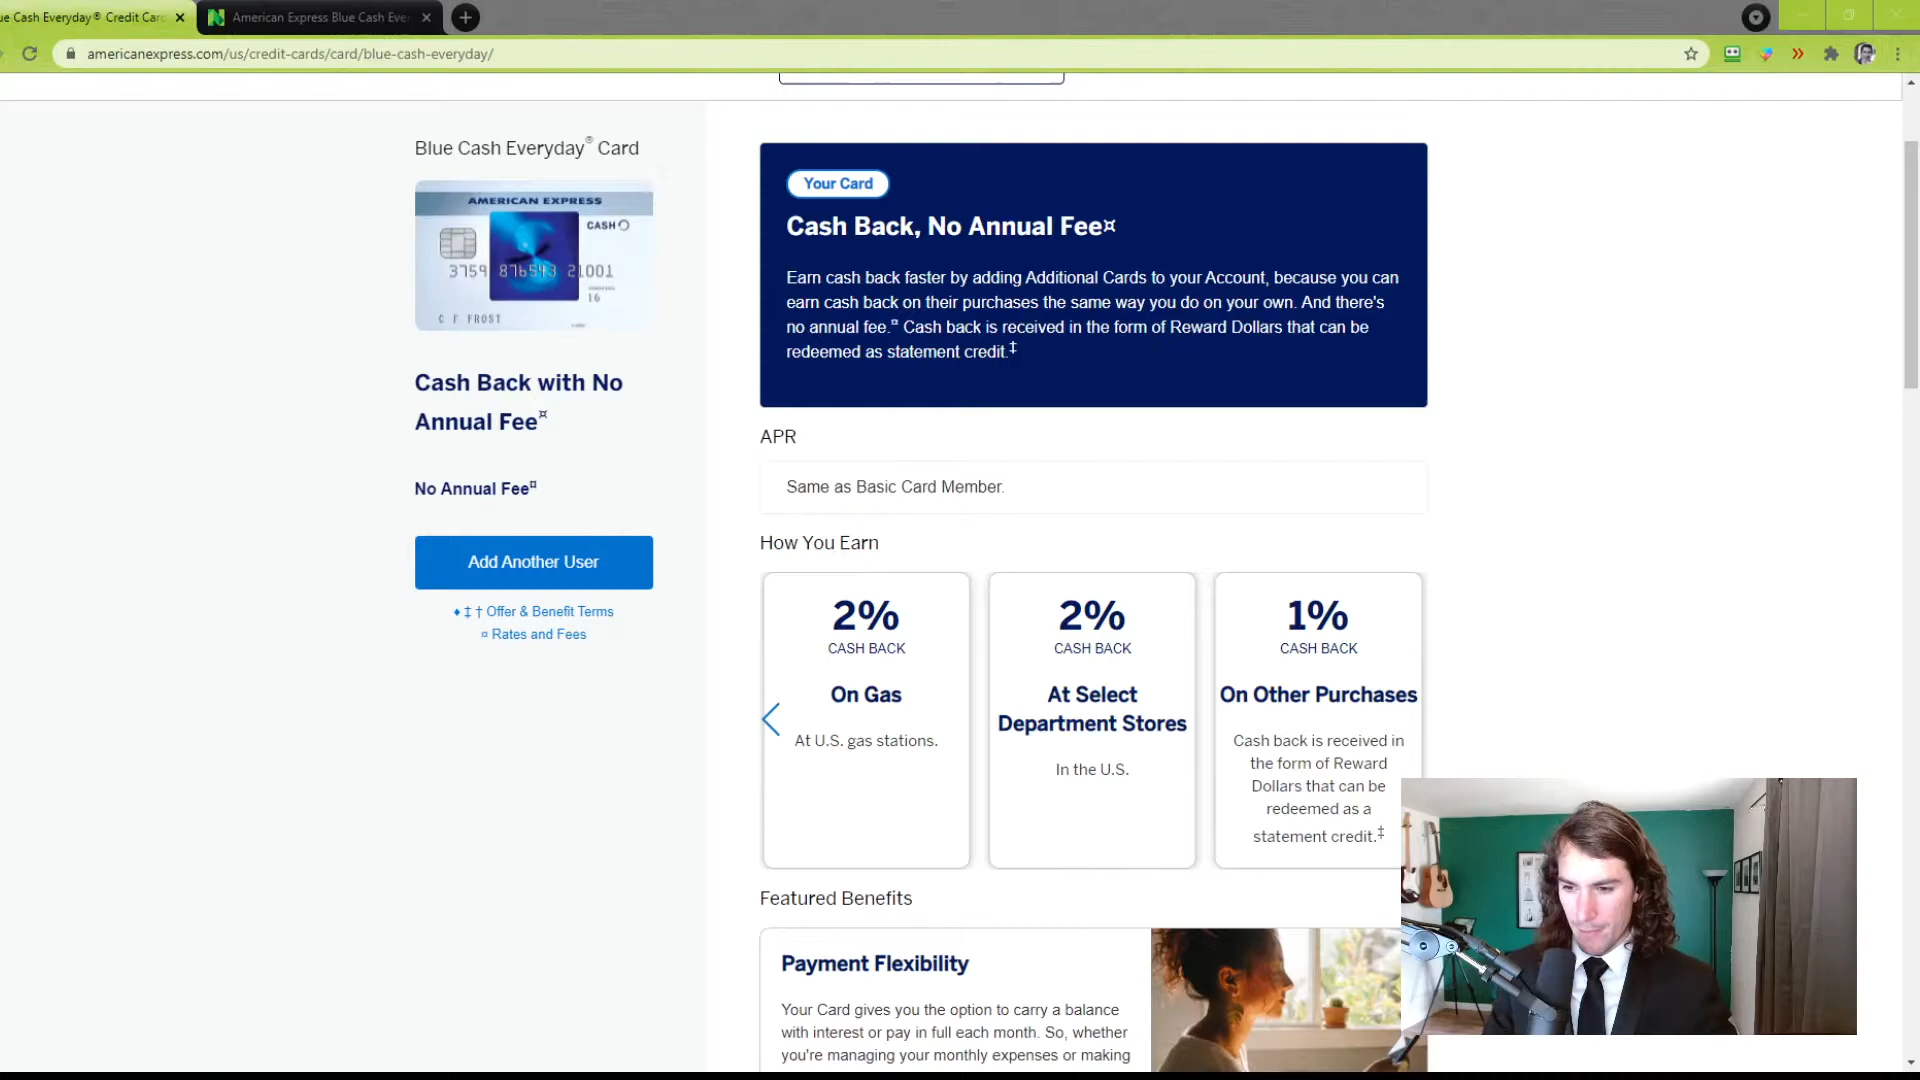 ue Cash Everyday® Credit Car
American Express Blue Cash Eve
americanexpress.com/us/credit-cards/card/blue-cash-everyday/
Blue Cash Everyday® Card
AMERICAN EXPRESS
CASH
3759 876543 21001
16
C F FROST
Cash Back with No
Annual Fee¤
No Annual Fee¤
Add Another User
♦ ‡ † Offer & Benefit Terms
¤ Rates and Fees
Your Card
Cash Back, No Annual Fee¤
Earn cash back faster by adding Additional Cards to your Account, because you can
earn cash back on their purchases the same way you do on your own. And there's
no annual fee.¤ Cash back is received in the form of Reward Dollars that can be
redeemed as statement credit.‡
APR
Same as Basic Card Member.
How You Earn
2%
CASH BACK
On Gas
At U.S. gas stations.
2%
CASH BACK
At Select
Department Stores
In the U.S.
1%
CASH BACK
On Other Purchases
Cash back is received in
the form of Reward
Dollars that can be
redeemed as a
statement credit.‡
Featured Benefits
Payment Flexibility
Your Card gives you the option to carry a balance
with interest or pay in full each month. So, whether
you're managing your monthly expenses or making